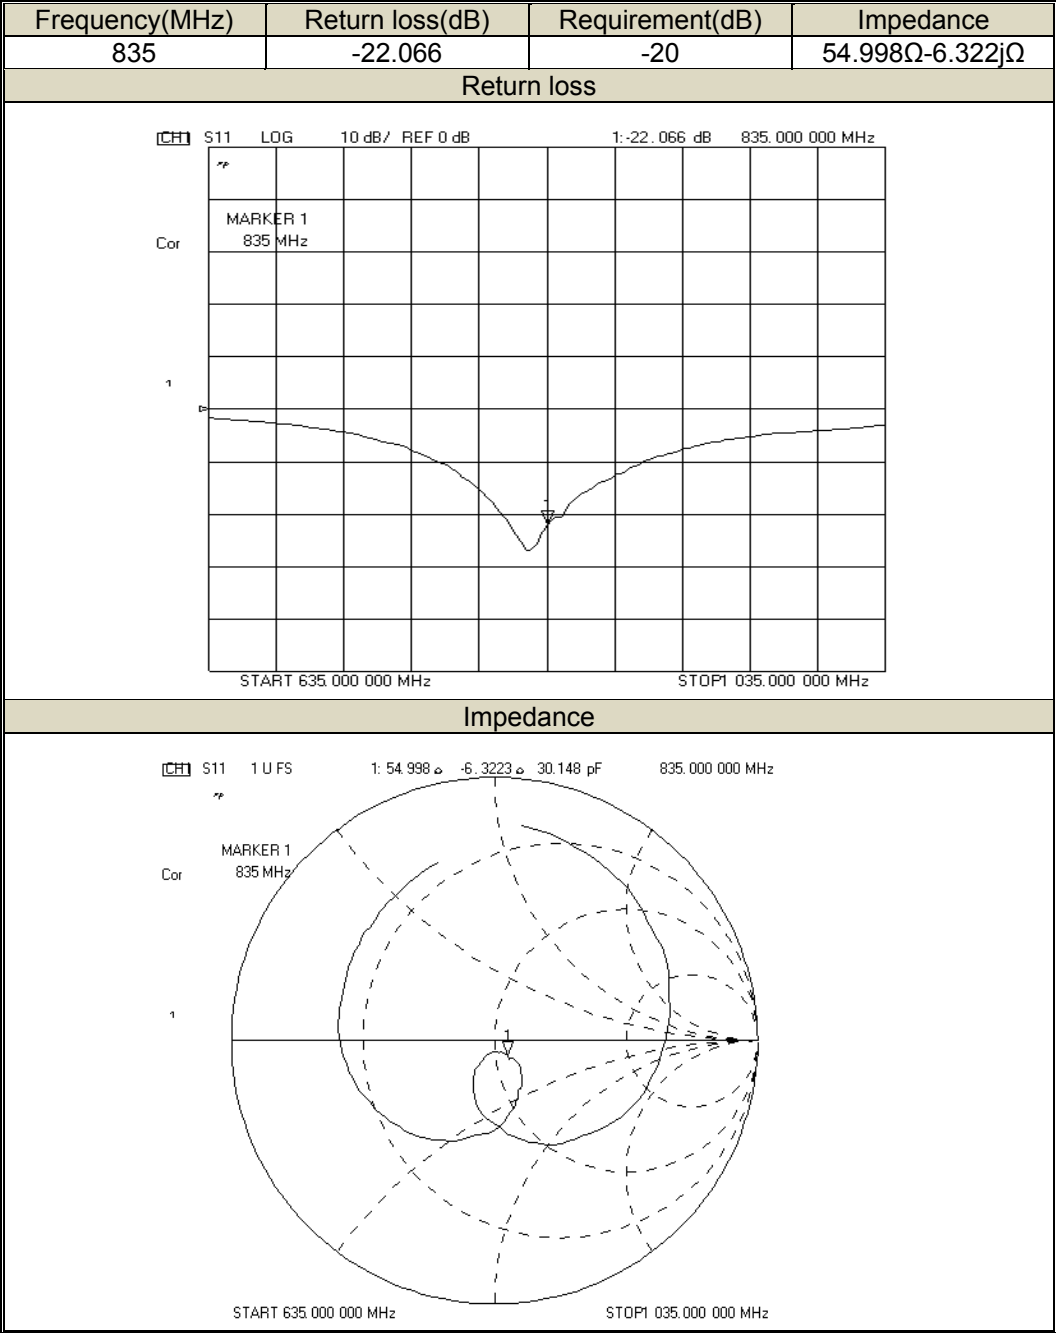 Frequency(MHz) Return loss(dB) Requirement(dB) Impedance
835 -22.066 -20 54.998Ω-6.322jΩ
Return loss
CH1 S11 LOG 10 dB/ REF 0 dB 1:-22.066 dB 835.000 000 MHz
MARKER 1
835 MHz
Cor
1
1
START 635.000 000 MHz STOP1 035.000 000 MHz
Impedance
CH1 S11 1 U FS 1: 54.998 Ω -6.3223 Ω 30.148 pF 835.000 000 MHz
MARKER 1
835 MHz
Cor
1
1
START 635.000 000 MHz STOP1 035.000 000 MHz